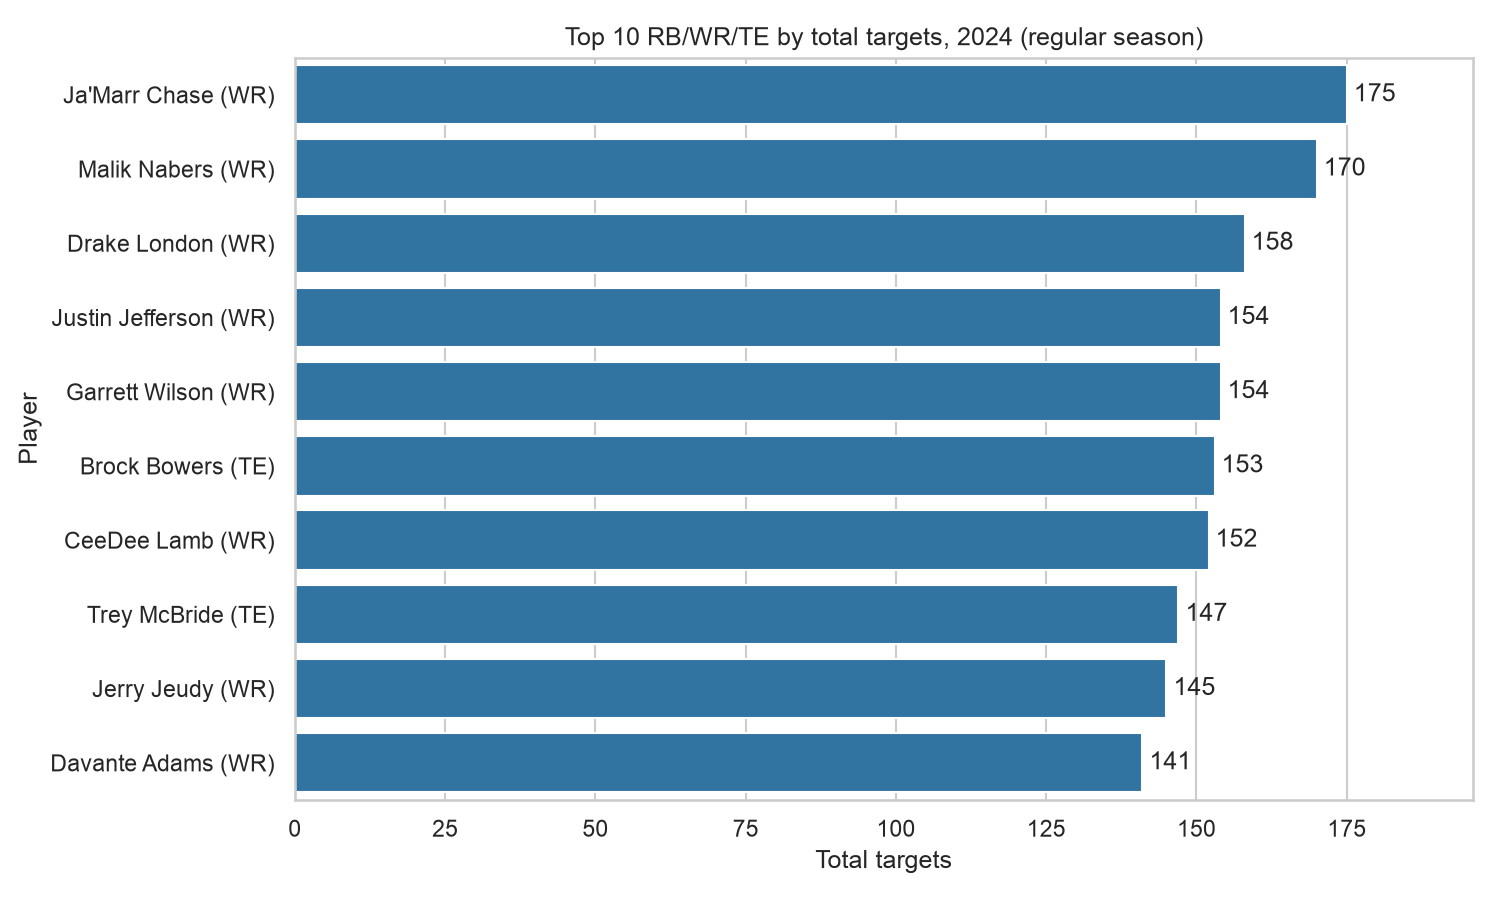 Top 10 RB/WR/TE by total targets, 2024 (regular season)
Player
Ja'Marr Chase (WR) 175
Malik Nabers (WR) 170
Drake London (WR) 158
Justin Jefferson (WR) 154
Garrett Wilson (WR) 154
Brock Bowers (TE) 153
CeeDee Lamb (WR) 152
Trey McBride (TE) 147
Jerry Jeudy (WR) 145
Davante Adams (WR) 141
0 25 50 75 100 125 150 175
Total targets